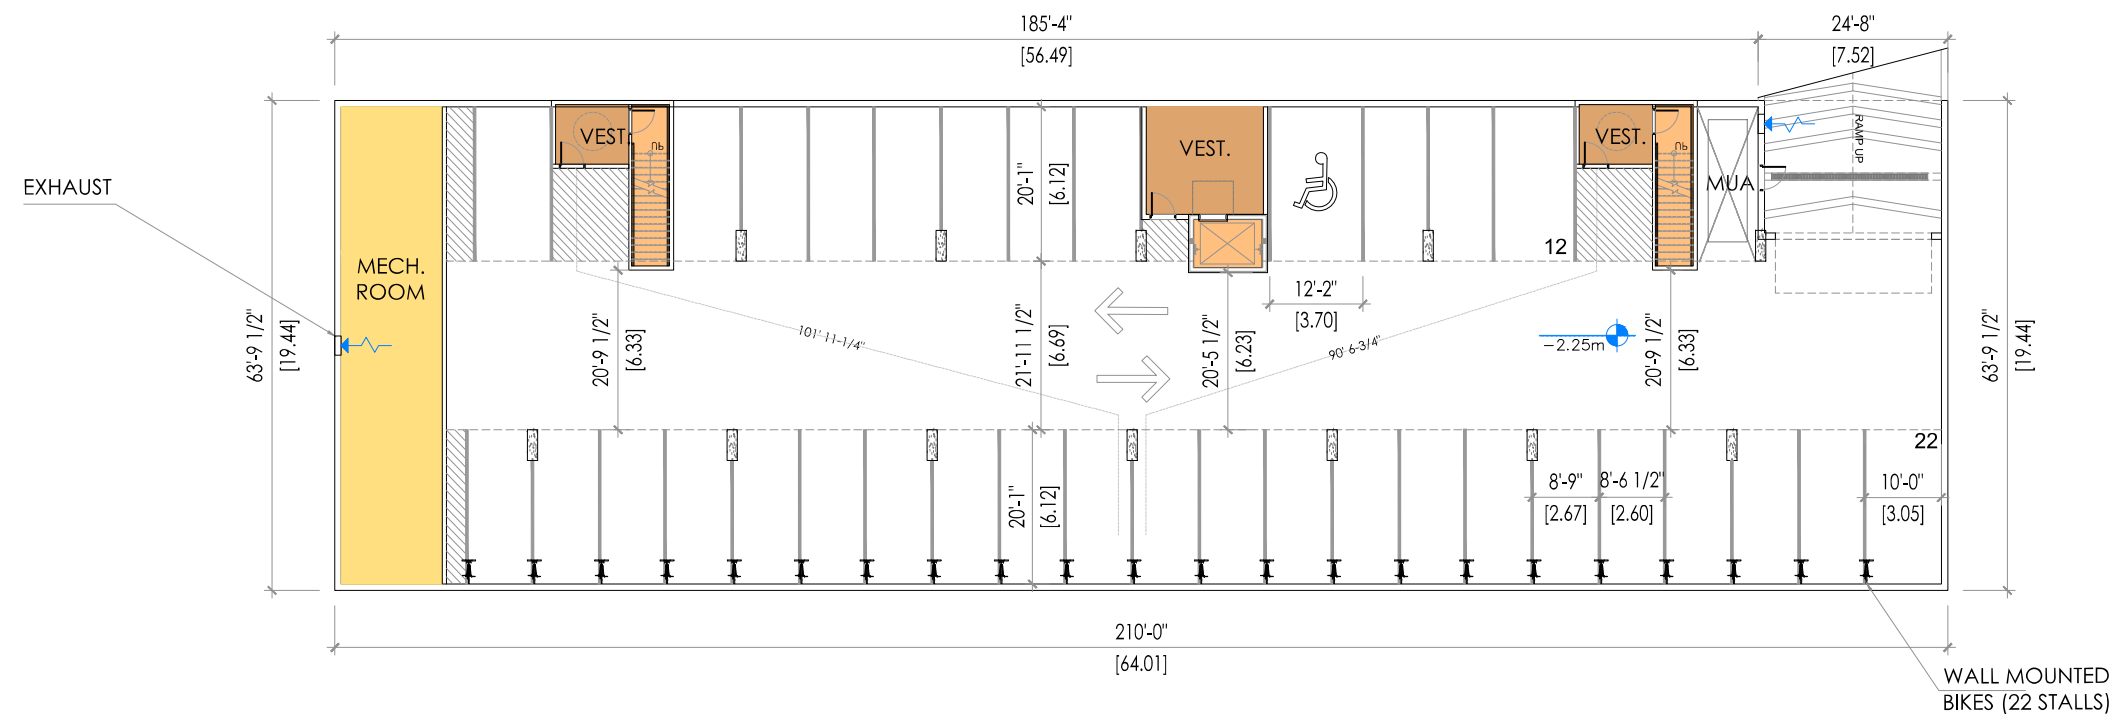 185'-4"
[56.49]
24'-8"
[7.52]
EXHAUST
MECH.
ROOM
VEST.
UP
VEST.
VEST.
UP
MUA
RAMP UP
20'-1"
[6.12]
12
63'-9 1/2"
[19.44]
20'-9 1/2"
[6.33]
101' 11-1/4"
21'-11 1/2"
[6.69]
20'-5 1/2"
[6.23]
12'-2"
[3.70]
90' 6-3/4"
-2.25m
20'-9 1/2"
[6.33]
63'-9 1/2"
[19.44]
22
20'-1"
[6.12]
8'-9"
[2.67]
8'-6 1/2"
[2.60]
10'-0"
[3.05]
210'-0"
[64.01]
WALL MOUNTED
BIKES (22 STALLS)